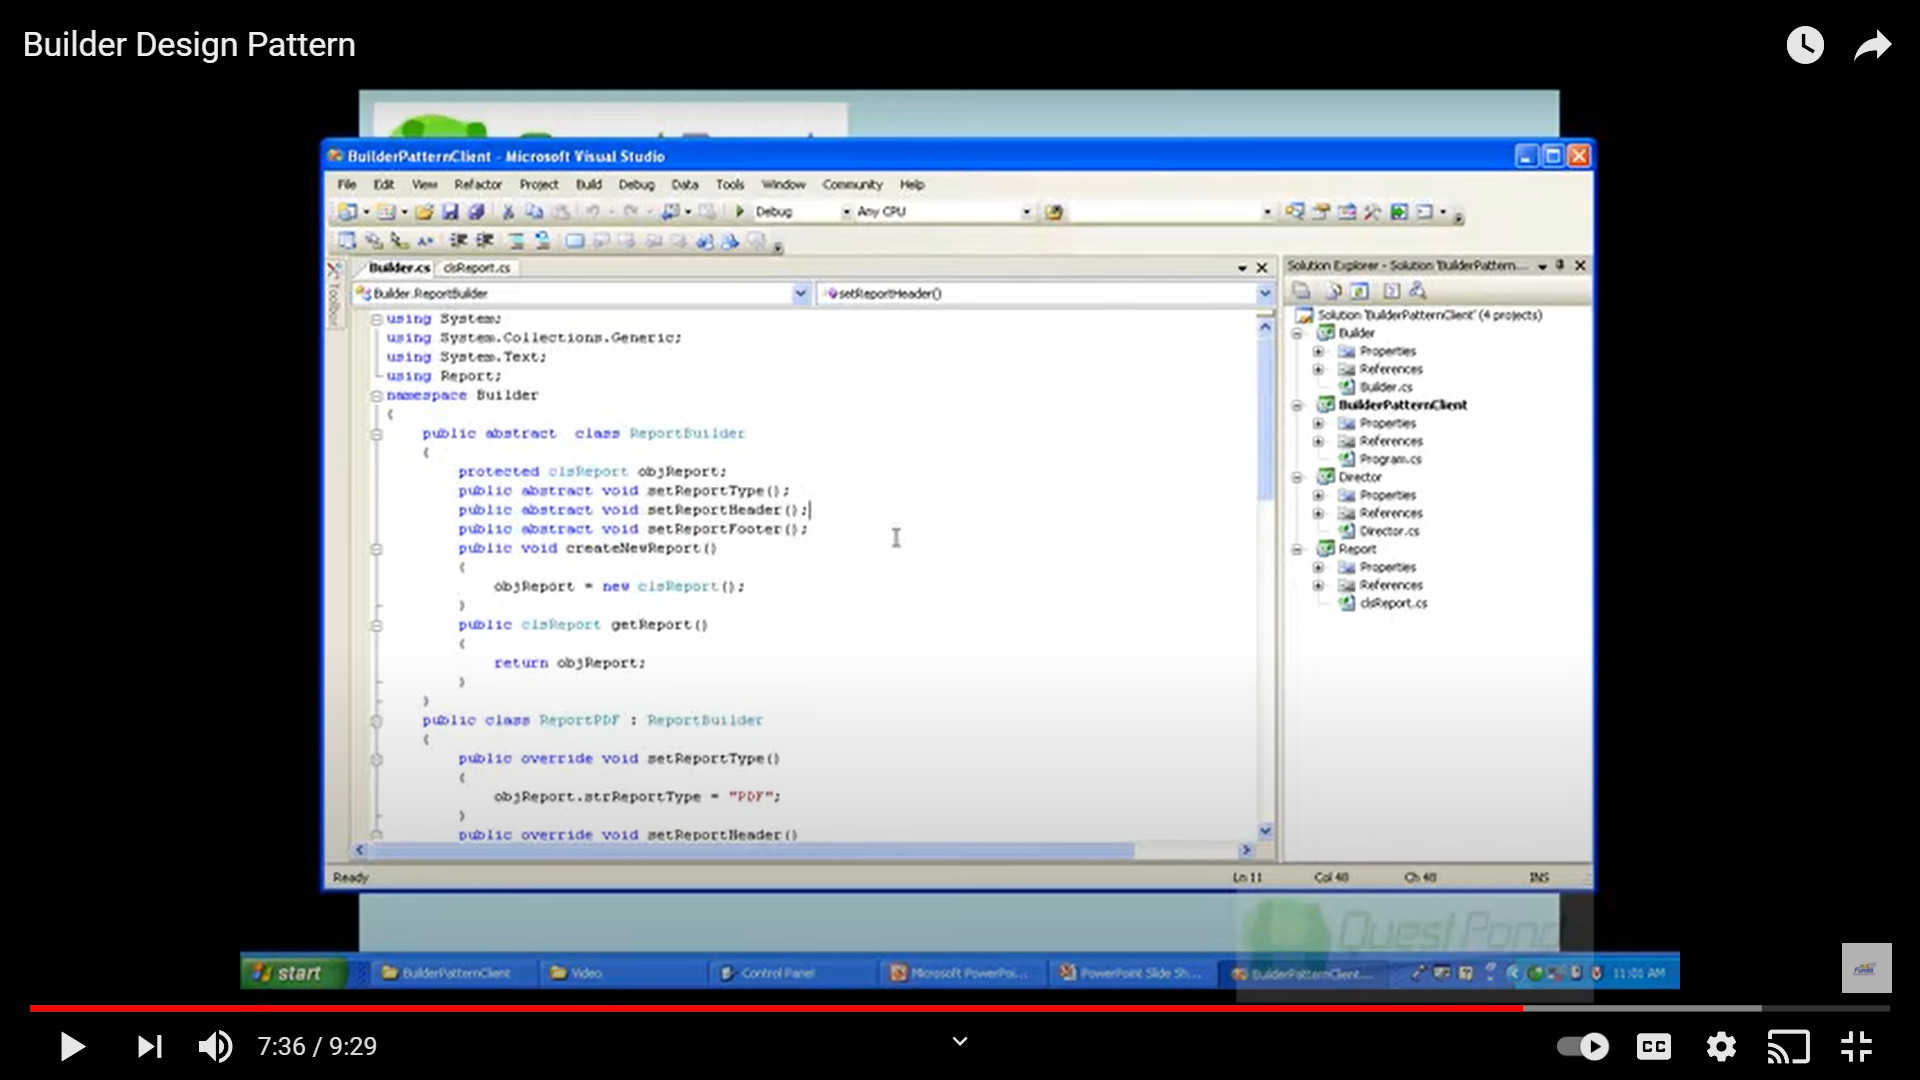 Builder Design Pattern
BuilderPatternClient - Microsoft Visual Studio
File Edit View Refactor Project Build Debug Data Tools Window Community Help
Debug Any CPU
Builder.cs clsReport.cs
Toolbox
Builder.ReportBuilder setReportHeader()
using System;
using System.Collections.Generic;
using System.Text;
using Report;
namespace Builder
{
public abstract class ReportBuilder
{
protected clsReport objReport;
public abstract void setReportType();
public abstract void setReportHeader();
public abstract void setReportFooter();
public void createNewReport()
{
objReport = new clsReport();
}
public clsReport getReport()
{
return objReport;
}
}
public class ReportPDF : ReportBuilder
{
public override void setReportType()
{
objReport.strReportType = "PDF";
}
public override void setReportHeader()
Solution Explorer - Solution 'BuilderPattern....
Solution 'BuilderPatternClient' (4 projects)
Builder
Properties
References
Builder.cs
BuilderPatternClient
Properties
References
Program.cs
Director
Properties
References
Director.cs
Report
Properties
References
clsReport.cs
Ready Ln 11 Col 48 Ch 48 INS
Quest Pond
start BuilderPatternClient Video Control Panel Microsoft PowerPo... PowerPoint Slide Sh... BuilderPatternClient... 11:01 AM
7:36 / 9:29
CC